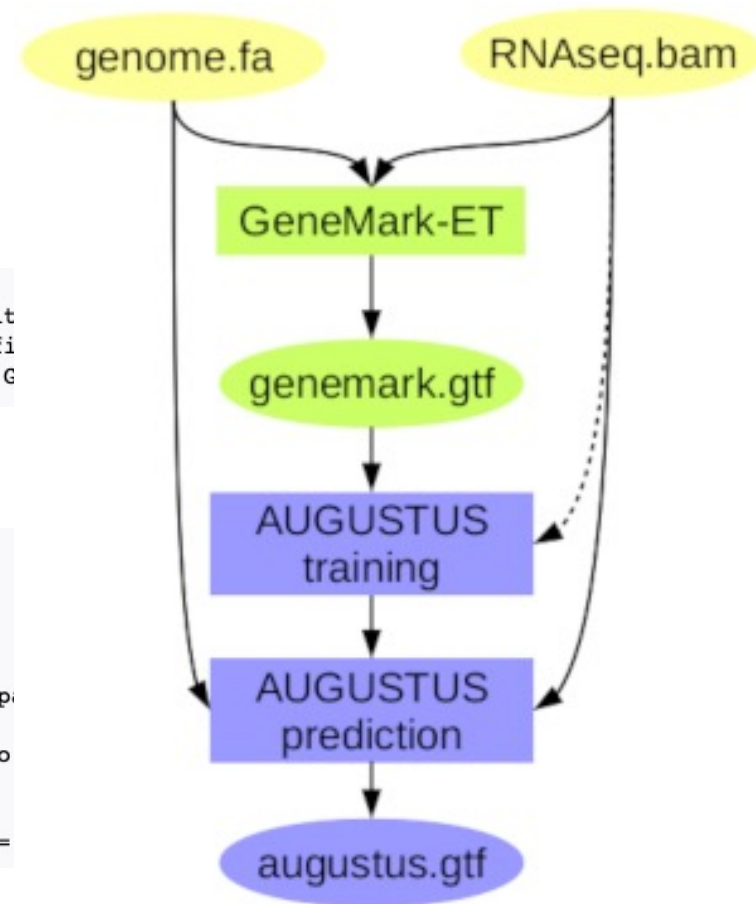 genome.fa
RNAseq.bam
GeneMark-ET
genemark.gtf
AUGUSTUS
training
AUGUSTUS
prediction
augustus.gtf
G
=